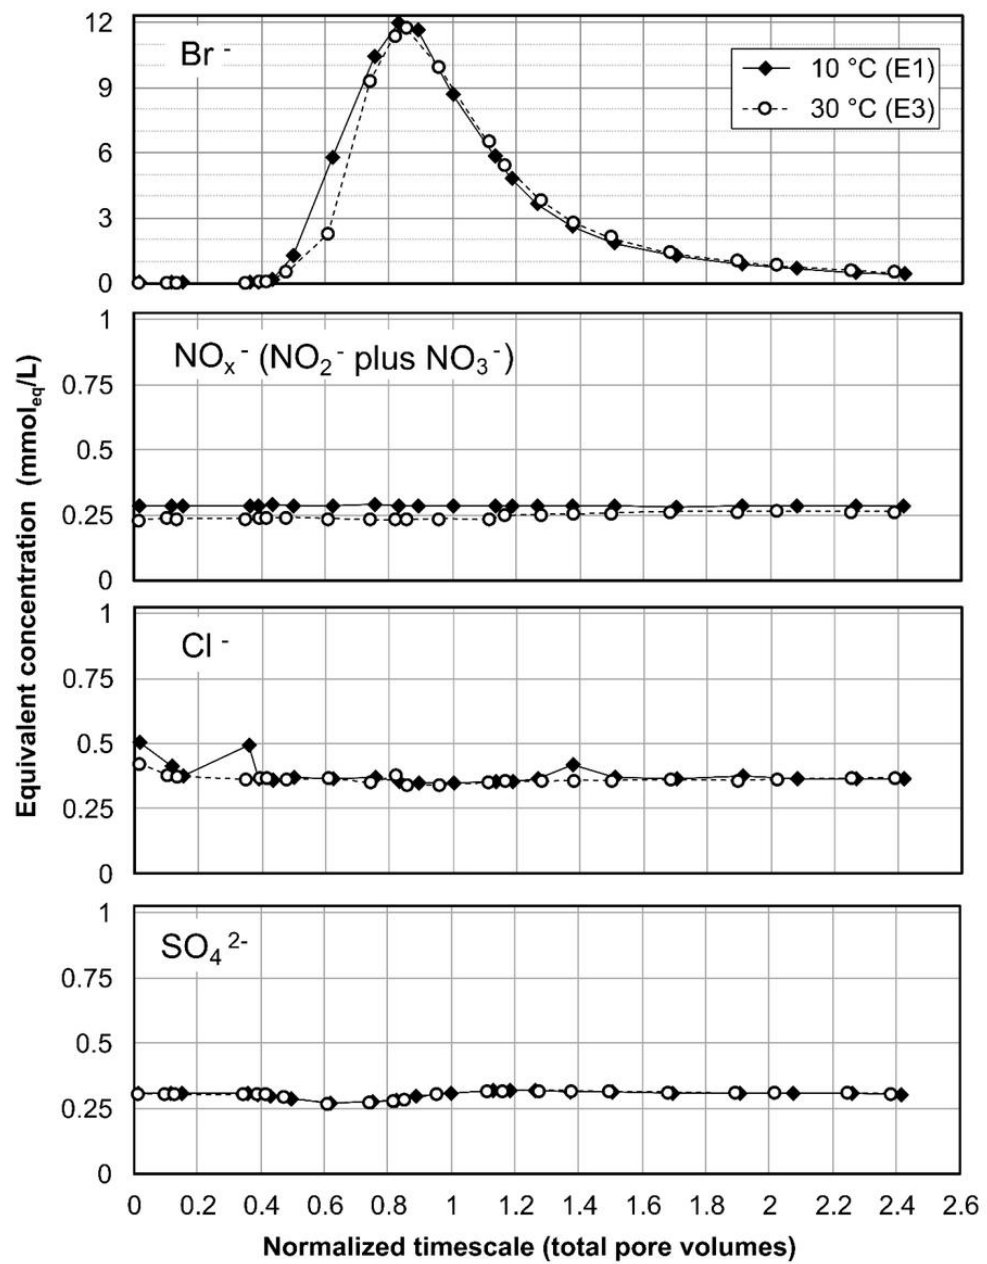 Br -
10 °C (E1)
30 °C (E3)
12
9
6
3
0
NOx- (NO2- plus NO3-)
1
0.75
0.5
0.25
0
Cl -
1
0.75
0.5
0.25
0
SO4 2-
1
0.75
0.5
0.25
0
0 0.2 0.4 0.6 0.8 1 1.2 1.4 1.6 1.8 2 2.2 2.4 2.6
Normalized timescale (total pore volumes)
Equivalent concentration (mmoleq/L)